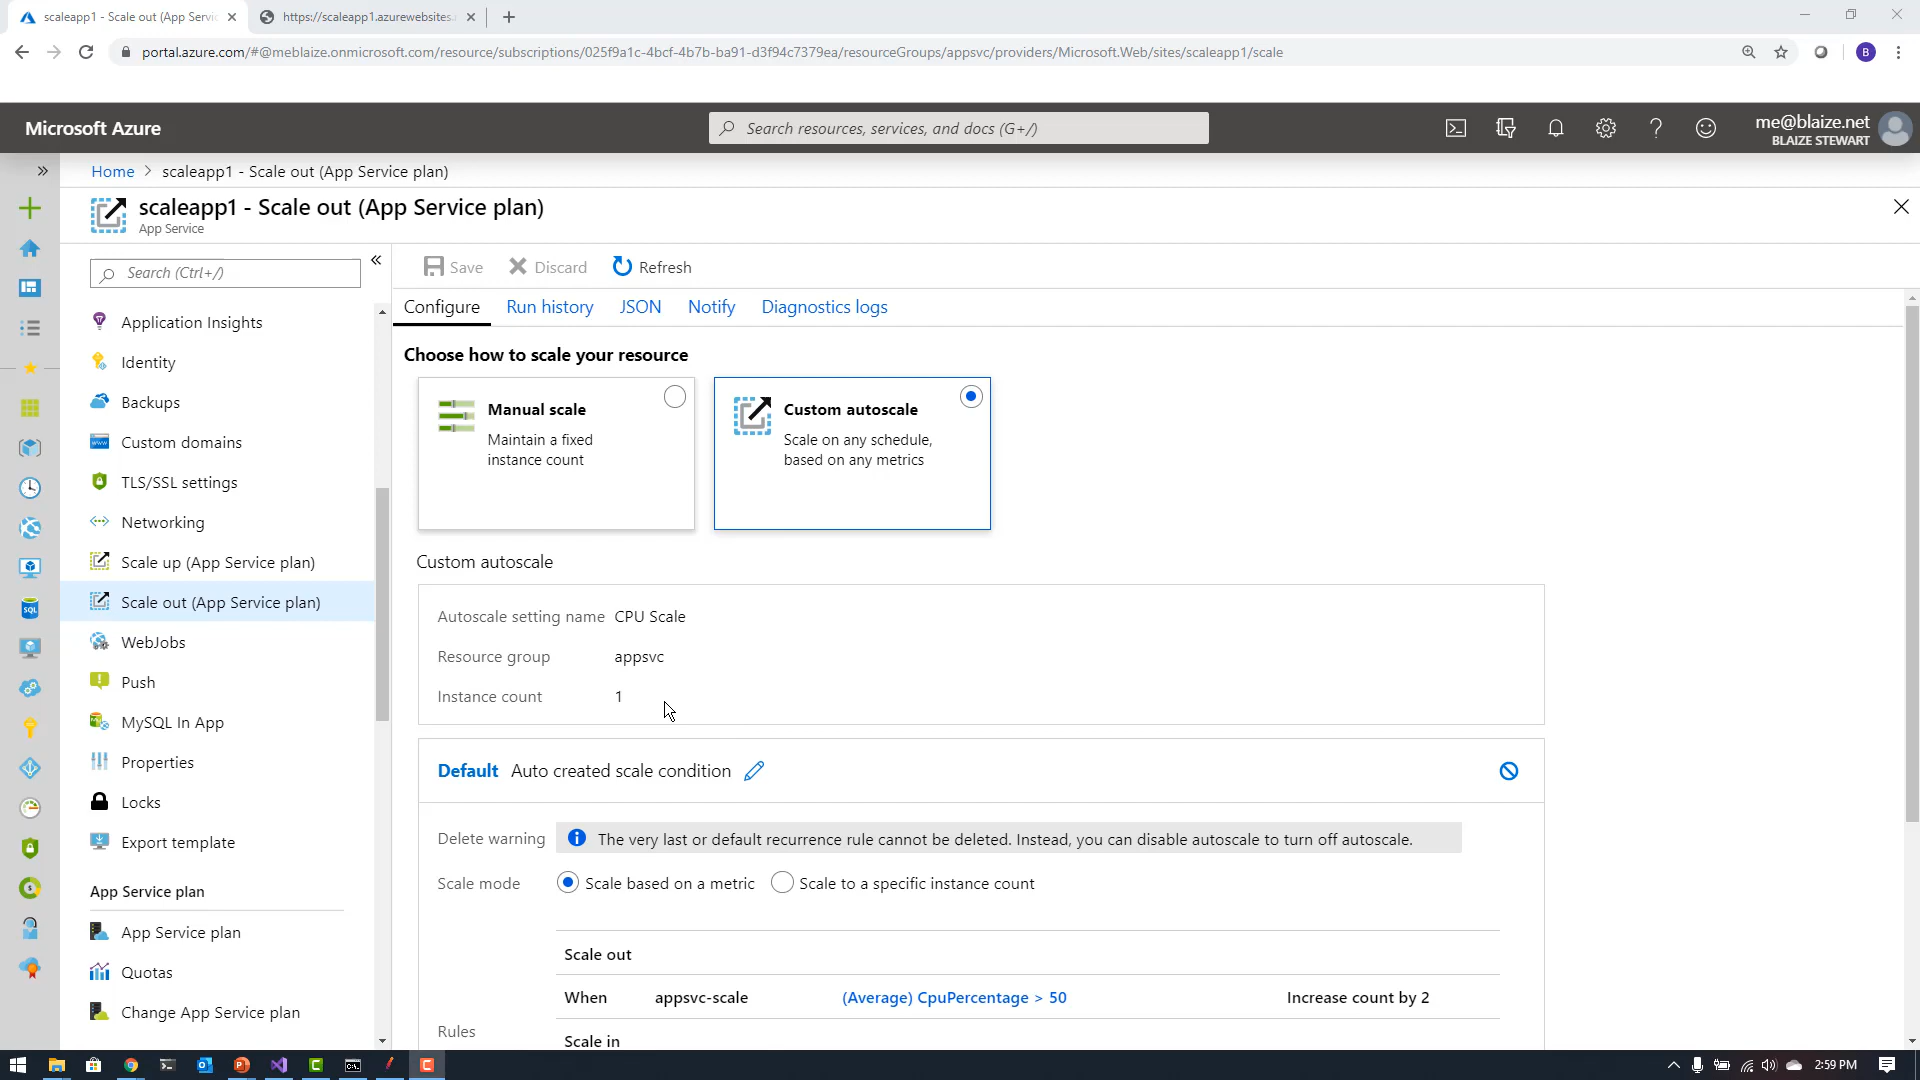 scaleapp1 - Scale out (App Servic
https://scaleapp1.azurewebsites.
portal.azure.com/#@meblaize.onmicrosoft.com/resource/subscriptions/025f9a1c-4bcf-4b7b-ba91-d3f94c7379ea/resourceGroups/appsvc/providers/Microsoft.Web/sites/scaleapp1/scale
B
Microsoft Azure
Search resources, services, and docs (G+/)
me@blaize.net
BLAIZE STEWART
Home > scaleapp1 - Scale out (App Service plan)
scaleapp1 - Scale out (App Service plan)
App Service
Search (Ctrl+/)
Application Insights
Identity
Backups
Custom domains
TLS/SSL settings
Networking
Scale up (App Service plan)
Scale out (App Service plan)
WebJobs
Push
MySQL In App
Properties
Locks
Export template
App Service plan
App Service plan
Quotas
Change App Service plan
Save Discard Refresh
Configure Run history JSON Notify Diagnostics logs
Choose how to scale your resource
Manual scale
Maintain a fixed
instance count
Custom autoscale
Scale on any schedule,
based on any metrics
Custom autoscale
Autoscale setting name CPU Scale
Resource group appsvc
Instance count 1
Default Auto created scale condition
Delete warning The very last or default recurrence rule cannot be deleted. Instead, you can disable autoscale to turn off autoscale.
Scale mode Scale based on a metric Scale to a specific instance count
Scale out
When appsvc-scale (Average) CpuPercentage > 50 Increase count by 2
Rules
Scale in
2:59 PM